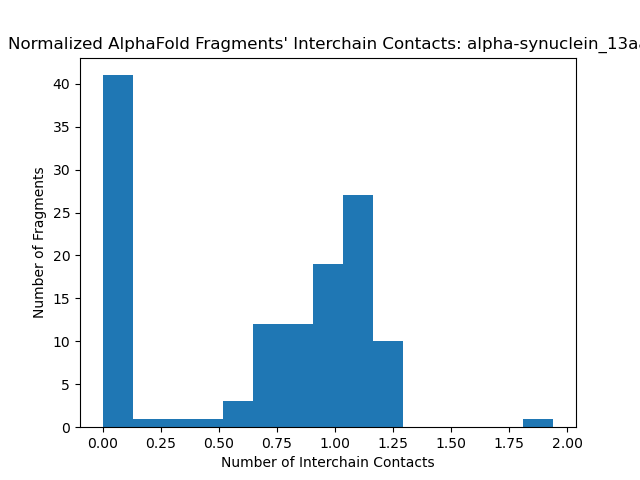 Normalized AlphaFold Fragments' Interchain Contacts: alpha-synuclein_13a
40
35
30
25
20
15
10
5
0
Number of Fragments
0.00 0.25 0.50 0.75 1.00 1.25 1.50 1.75 2.00
Number of Interchain Contacts